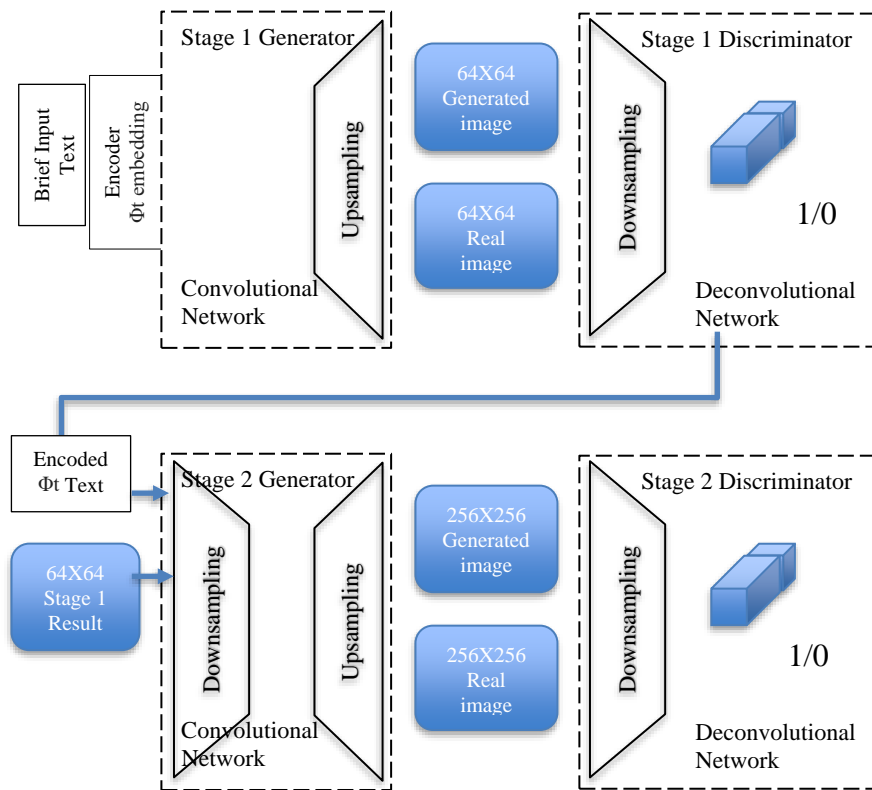 Stage 1 Generator
Stage 1 Discriminator
Brief Input
Text
Encoder
Φt embedding
Upsampling
64X64
Generated
image
64X64
Real
image
Downsampling
1/0
Convolutional
Network
Deconvolutional
Network
Encoded
Φt Text
Stage 2 Generator
Stage 2 Discriminator
64X64
Stage 1
Result
Downsampling
Upsampling
256X256
Generated
image
256X256
Real
image
Downsampling
1/0
Convolutional
Network
Deconvolutional
Network